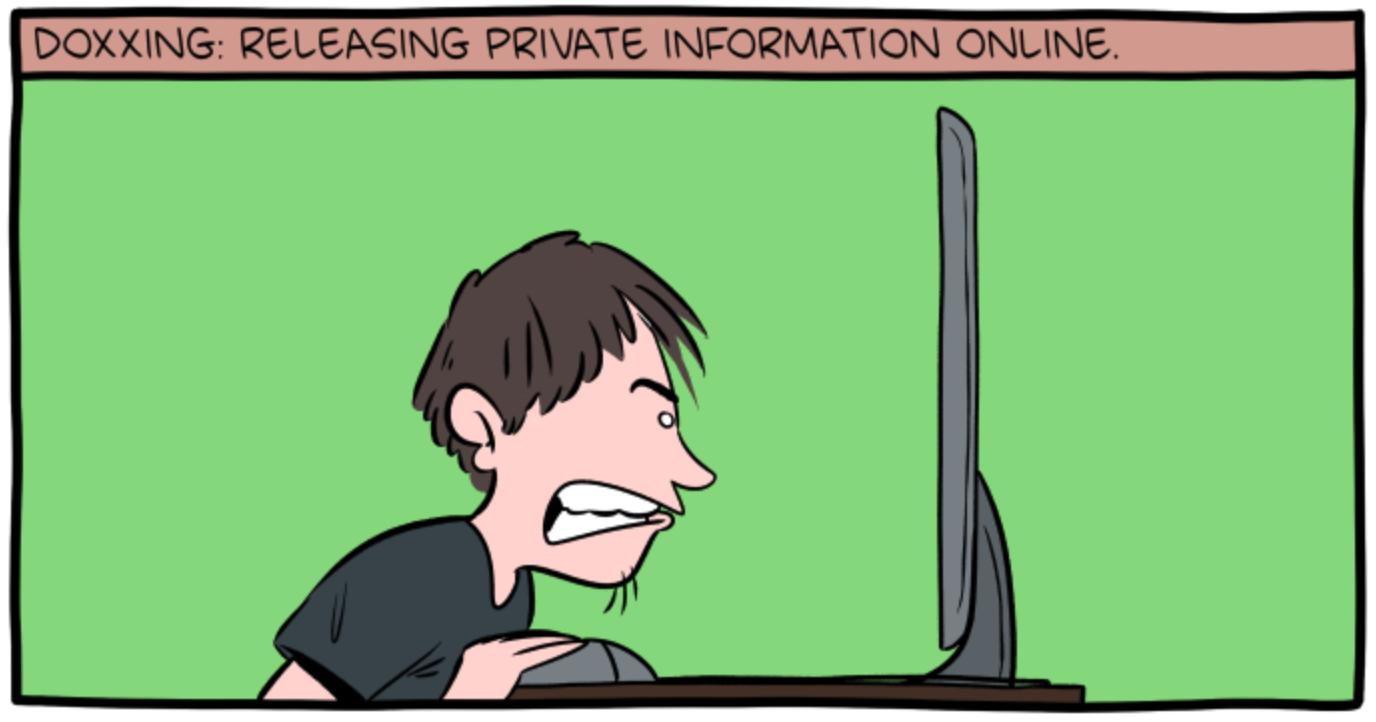 DOXXING: RELEASING PRIVATE INFORMATION ONLINE.